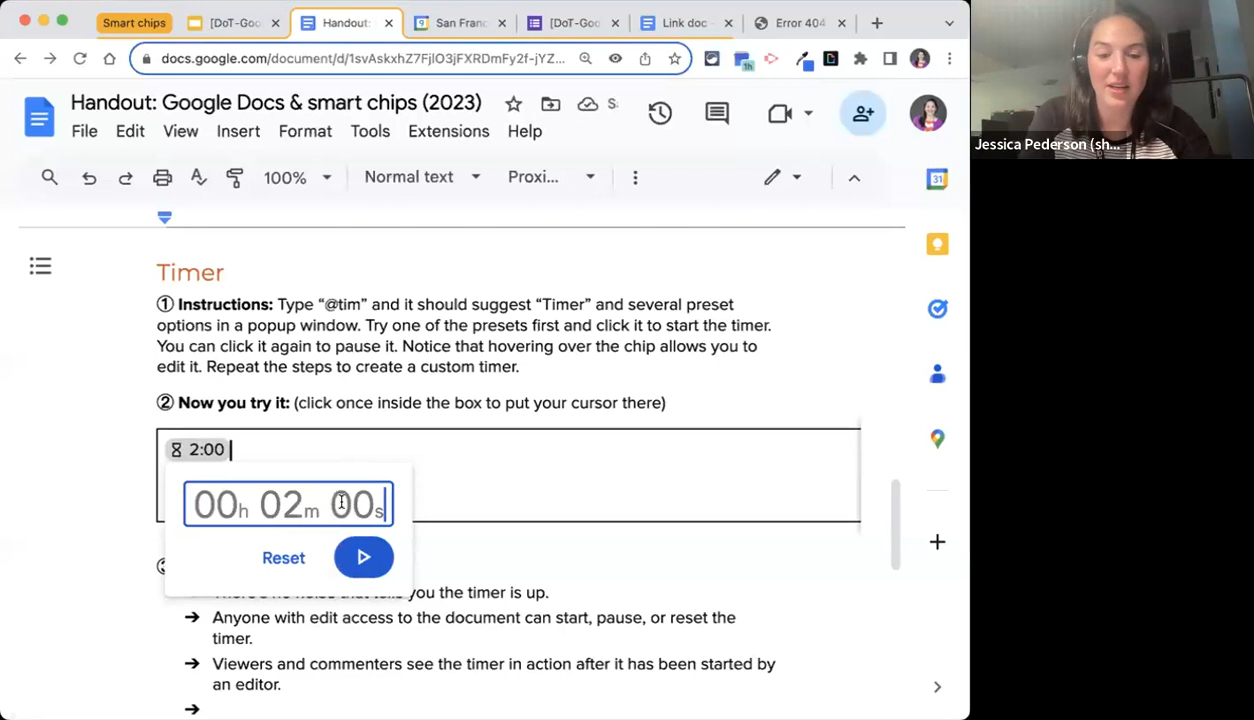 Smart chips
[DoT-Goo
Handout:
San Franc
[DoT-Goo
Link doc -
Error 404
docs.google.com/document/d/1svAskxhZ7FjlO3jFXRDmFy2f-jYZ...
1h
Handout: Google Docs & smart chips (2023)
S:
File Edit View Insert Format Tools Extensions Help
100% Normal text Proxi...
Jessica Pederson (sh...
31
Timer
① Instructions: Type “@tim” and it should suggest “Timer” and several preset
options in a popup window. Try one of the presets first and click it to start the timer.
You can click it again to pause it. Notice that hovering over the chip allows you to
edit it. Repeat the steps to create a custom timer.
② Now you try it: (click once inside the box to put your cursor there)
2:00
00h 02m 00s
Reset
you the timer is up.
➔ Anyone with edit access to the document can start, pause, or reset the
timer.
➔ Viewers and commenters see the timer in action after it has been started by
an editor.
➔